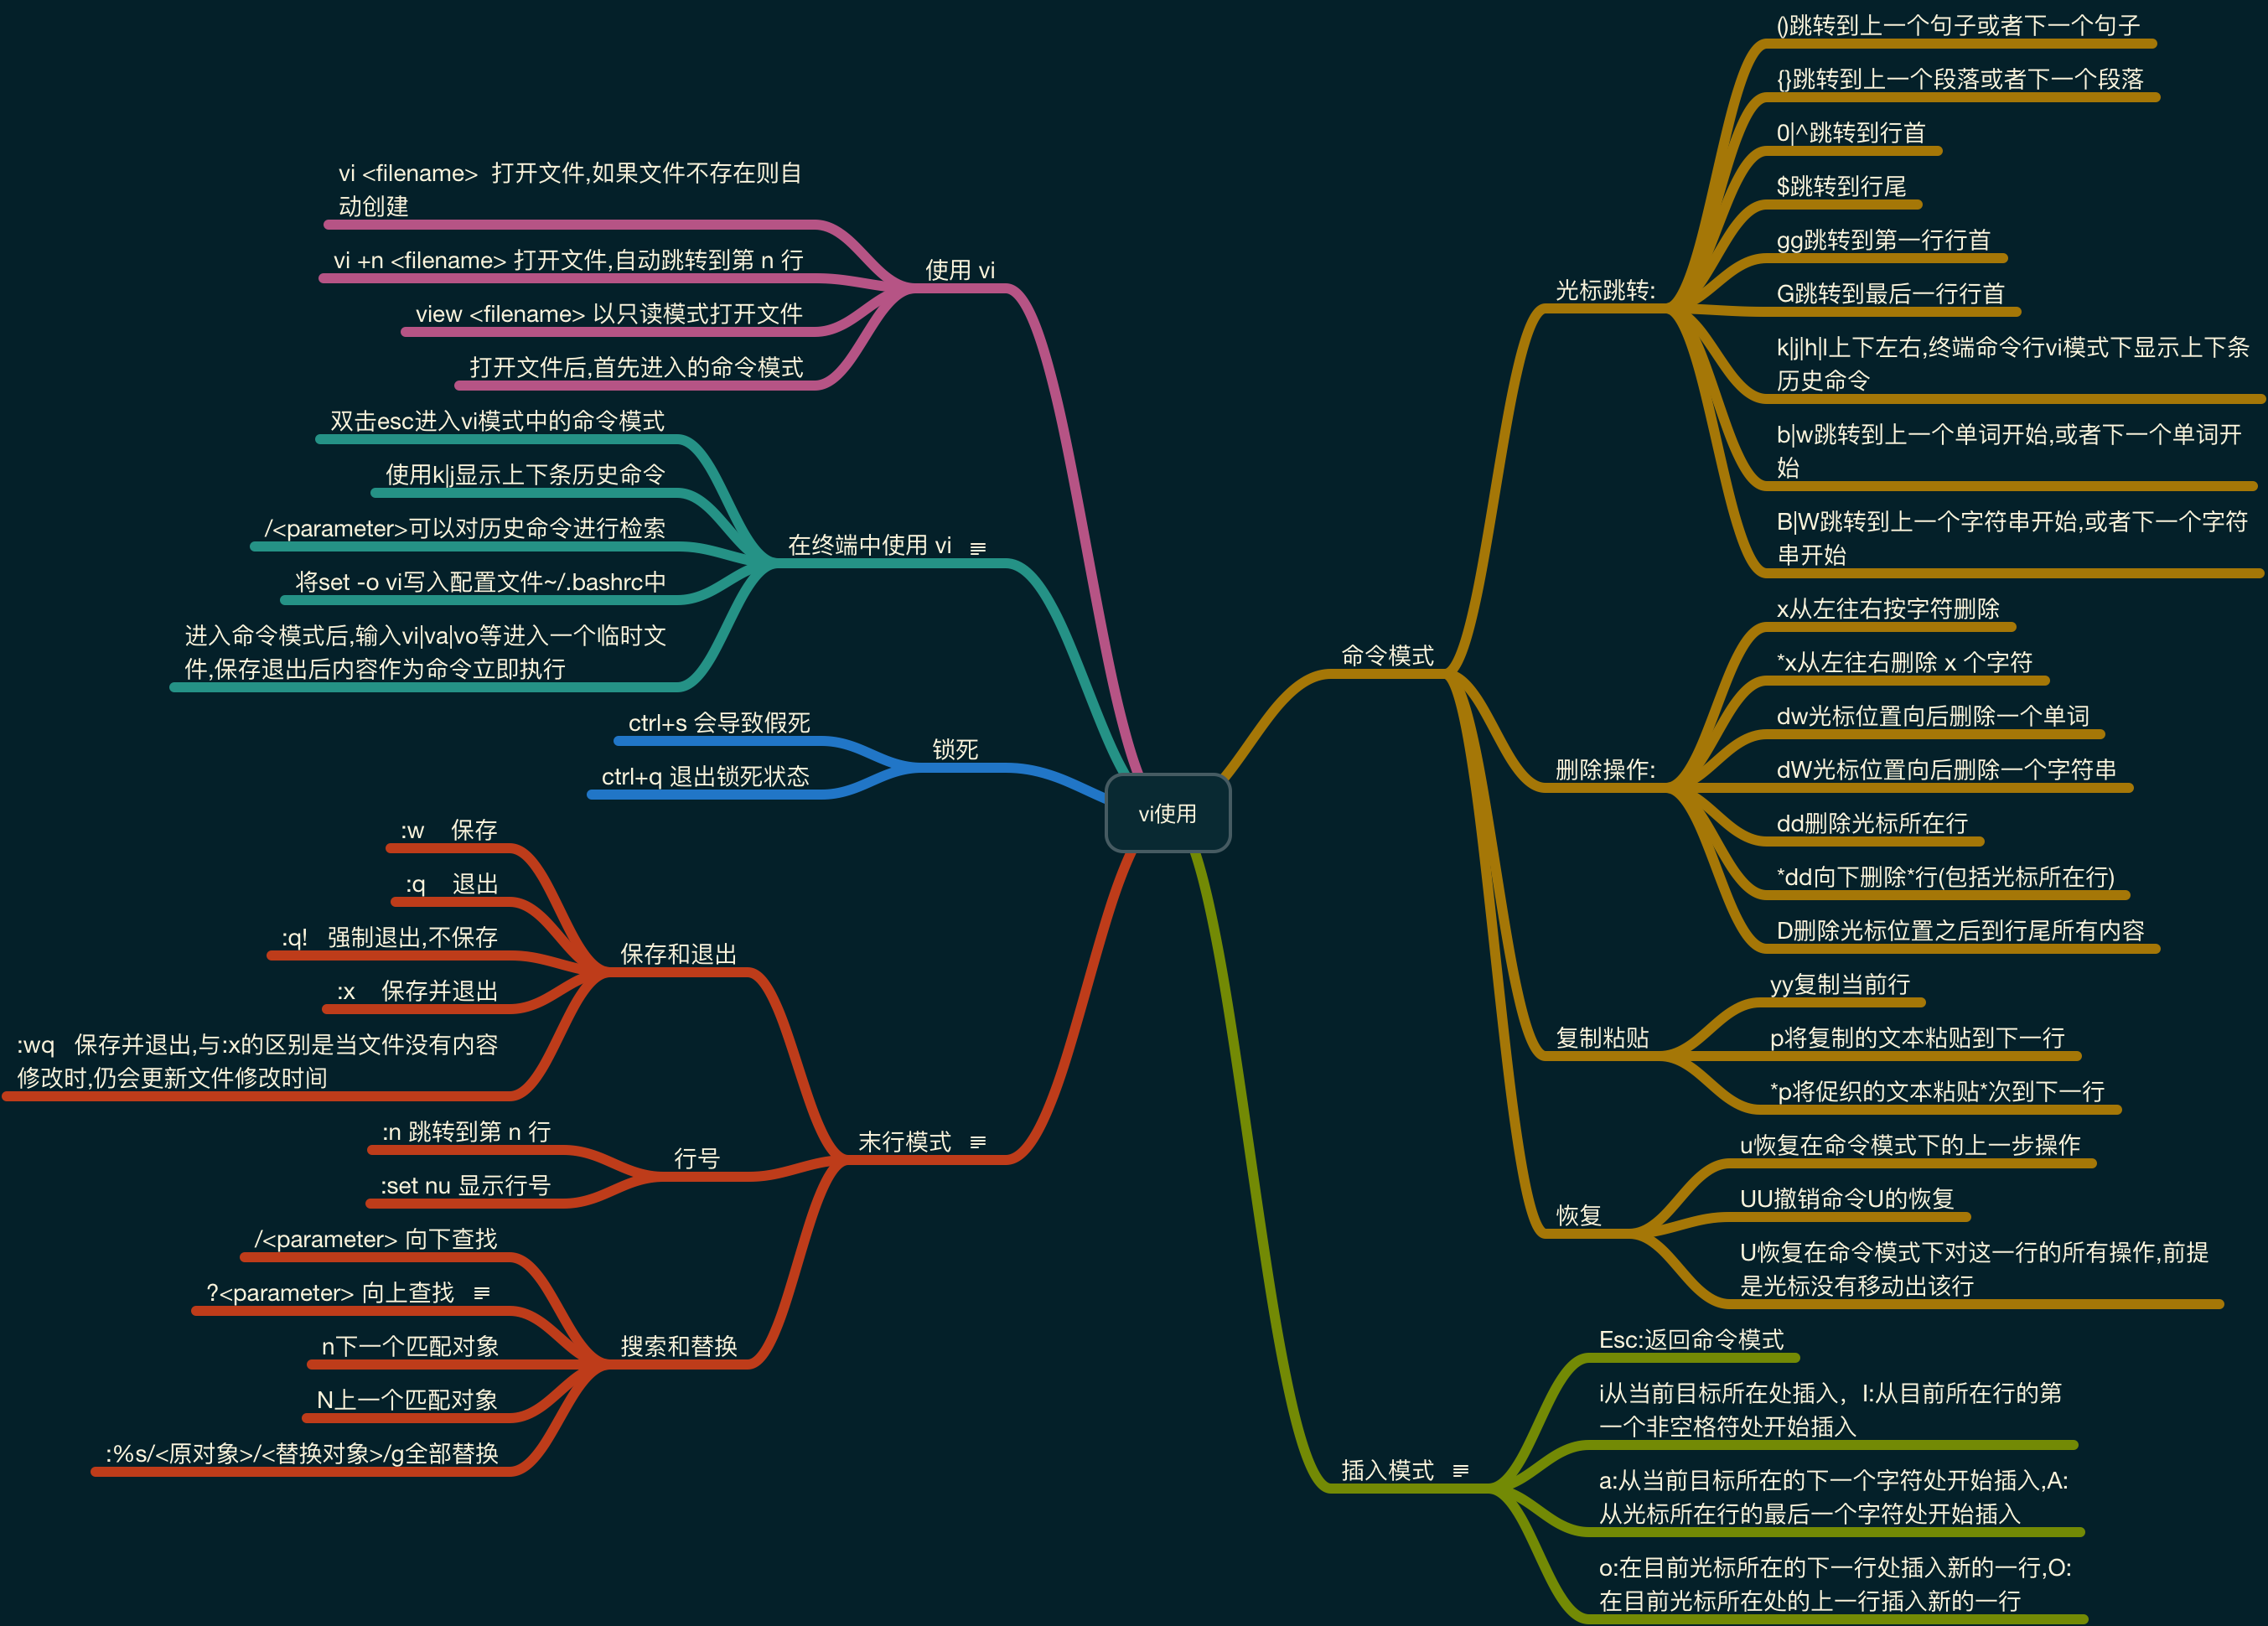 vi使用
使用 vi
vi <filename>  打开文件,如果文件不存在则自
动创建
vi +n <filename> 打开文件,自动跳转到第 n 行
view <filename> 以只读模式打开文件
打开文件后,首先进入的命令模式
在终端中使用 vi
双击esc进入vi模式中的命令模式
使用k|j显示上下条历史命令
/<parameter>可以对历史命令进行检索
将set -o vi写入配置文件~/.bashrc中
进入命令模式后,输入vi|va|vo等进入一个临时文
件,保存退出后内容作为命令立即执行
锁死
ctrl+s 会导致假死
ctrl+q 退出锁死状态
末行模式
保存和退出
:w    保存
:q    退出
:q!   强制退出,不保存
:x    保存并退出
:wq   保存并退出,与:x的区别是当文件没有内容
修改时,仍会更新文件修改时间
行号
:n 跳转到第 n 行
:set nu 显示行号
搜索和替换
/<parameter> 向下查找
?<parameter> 向上查找
n下一个匹配对象
N上一个匹配对象
:%s/<原对象>/<替换对象>/g全部替换
命令模式
光标跳转:
()跳转到上一个句子或者下一个句子
{}跳转到上一个段落或者下一个段落
0|^跳转到行首
$跳转到行尾
gg跳转到第一行行首
G跳转到最后一行行首
k|j|h|l上下左右,终端命令行vi模式下显示上下条
历史命令
b|w跳转到上一个单词开始,或者下一个单词开
始
B|W跳转到上一个字符串开始,或者下一个字符
串开始
删除操作:
x从左往右按字符删除
*x从左往右删除 x 个字符
dw光标位置向后删除一个单词
dW光标位置向后删除一个字符串
dd删除光标所在行
*dd向下删除*行(包括光标所在行)
D删除光标位置之后到行尾所有内容
复制粘贴
yy复制当前行
p将复制的文本粘贴到下一行
*p将促织的文本粘贴*次到下一行
恢复
u恢复在命令模式下的上一步操作
UU撤销命令U的恢复
U恢复在命令模式下对这一行的所有操作,前提
是光标没有移动出该行
插入模式
Esc:返回命令模式
i从当前目标所在处插入，I:从目前所在行的第
一个非空格符处开始插入
a:从当前目标所在的下一个字符处开始插入,A:
从光标所在行的最后一个字符处开始插入
o:在目前光标所在的下一行处插入新的一行,O:
在目前光标所在处的上一行插入新的一行